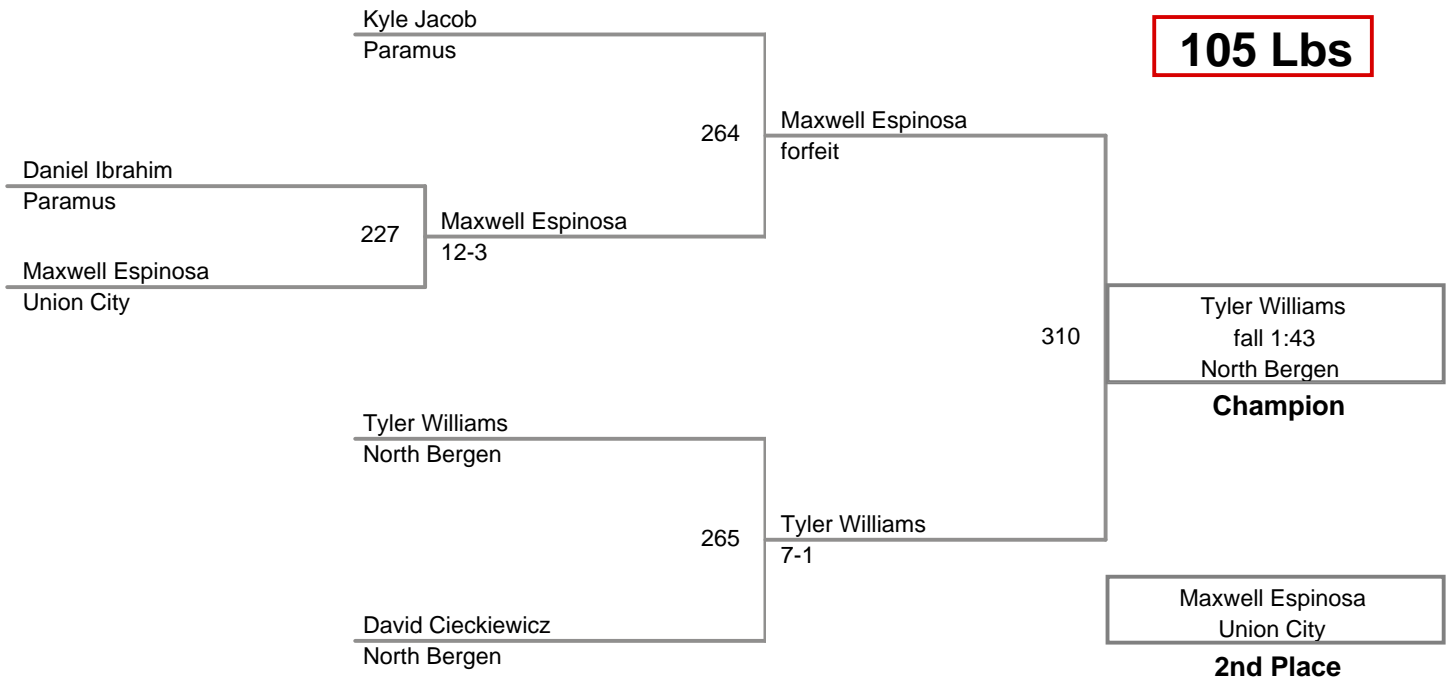 Kyle Jacob
Paramus
105 Lbs
264
Maxwell Espinosa
forfeit
Daniel Ibrahim
Paramus
227
Maxwell Espinosa
12-3
Maxwell Espinosa
Union City
310
Tyler Williams
fall 1:43
North Bergen
Champion
Tyler Williams
North Bergen
265
Tyler Williams
7-1
David Cieckiewicz
North Bergen
Maxwell Espinosa
Union City
2nd Place